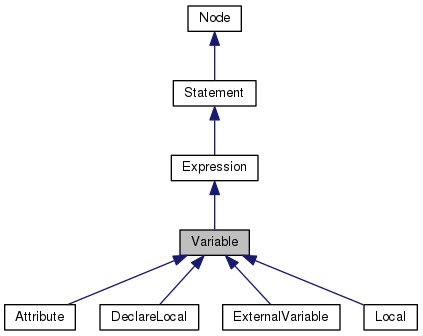 Node
Statement
Expression
Variable
Attribute
DeclareLocal
ExternalVariable
Local